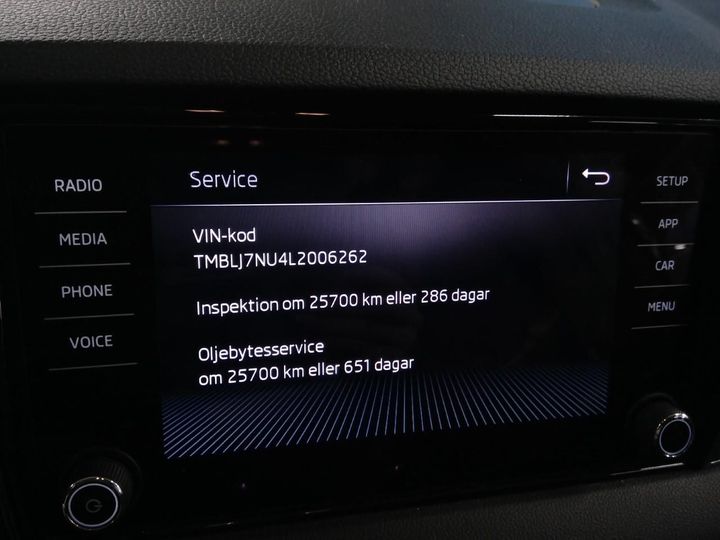 Service
RADIO
SETUP
MEDIA
APP
PHONE
CAR
VOICE
MENU
VIN-kod
TMBLJ7NU4L2006262
Inspektion om 25700 km eller 286 dagar
Oljebytesservice
om 25700 km eller 651 dagar